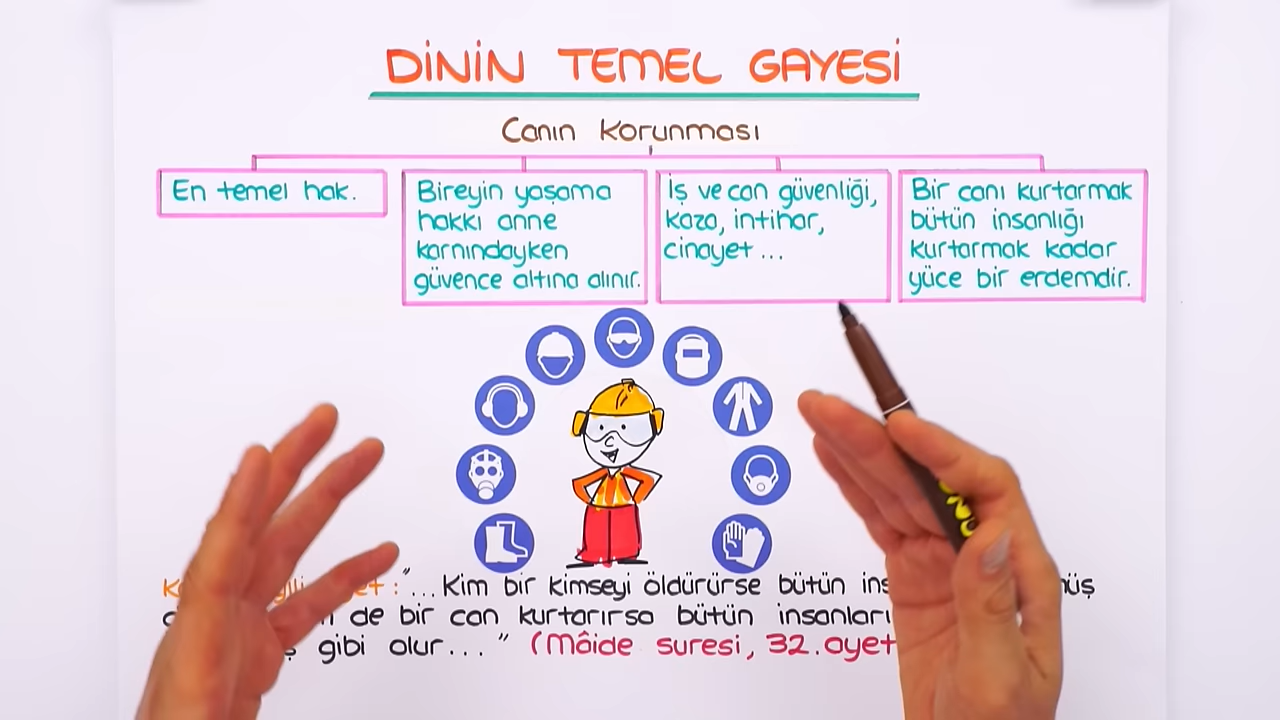 DİNİN TEMEL GAYESİ
Canın Korunması
En temel hak.
Bireyin yaşama
hakkı anne
karnındayken
güvence altına alınır.
İş ve can güvenliği,
kaza, intihar,
cinayet ...
Bir canı kurtarmak
bütün insanlığı
kurtarmak kadar
yüce bir erdemdir.
"... Kim bir kimseyi öldürürse bütün
de bir can kurtarırsa bütün insanları
gibi olur... " (Mâide suresi, 32. ayet